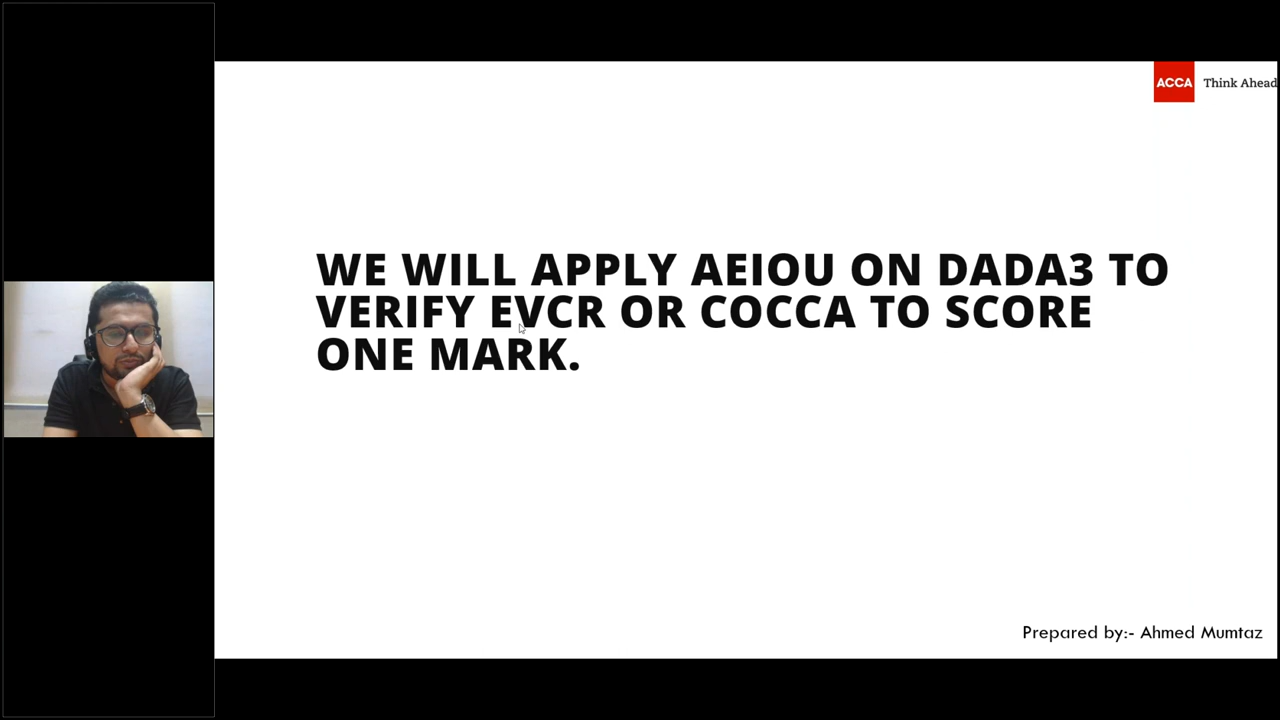 ACCA Think Ahead
WE WILL APPLY AEIOU ON DADA3 TO
VERIFY EVCR OR COCCA TO SCORE
ONE MARK.
Prepared by:- Ahmed Mumtaz